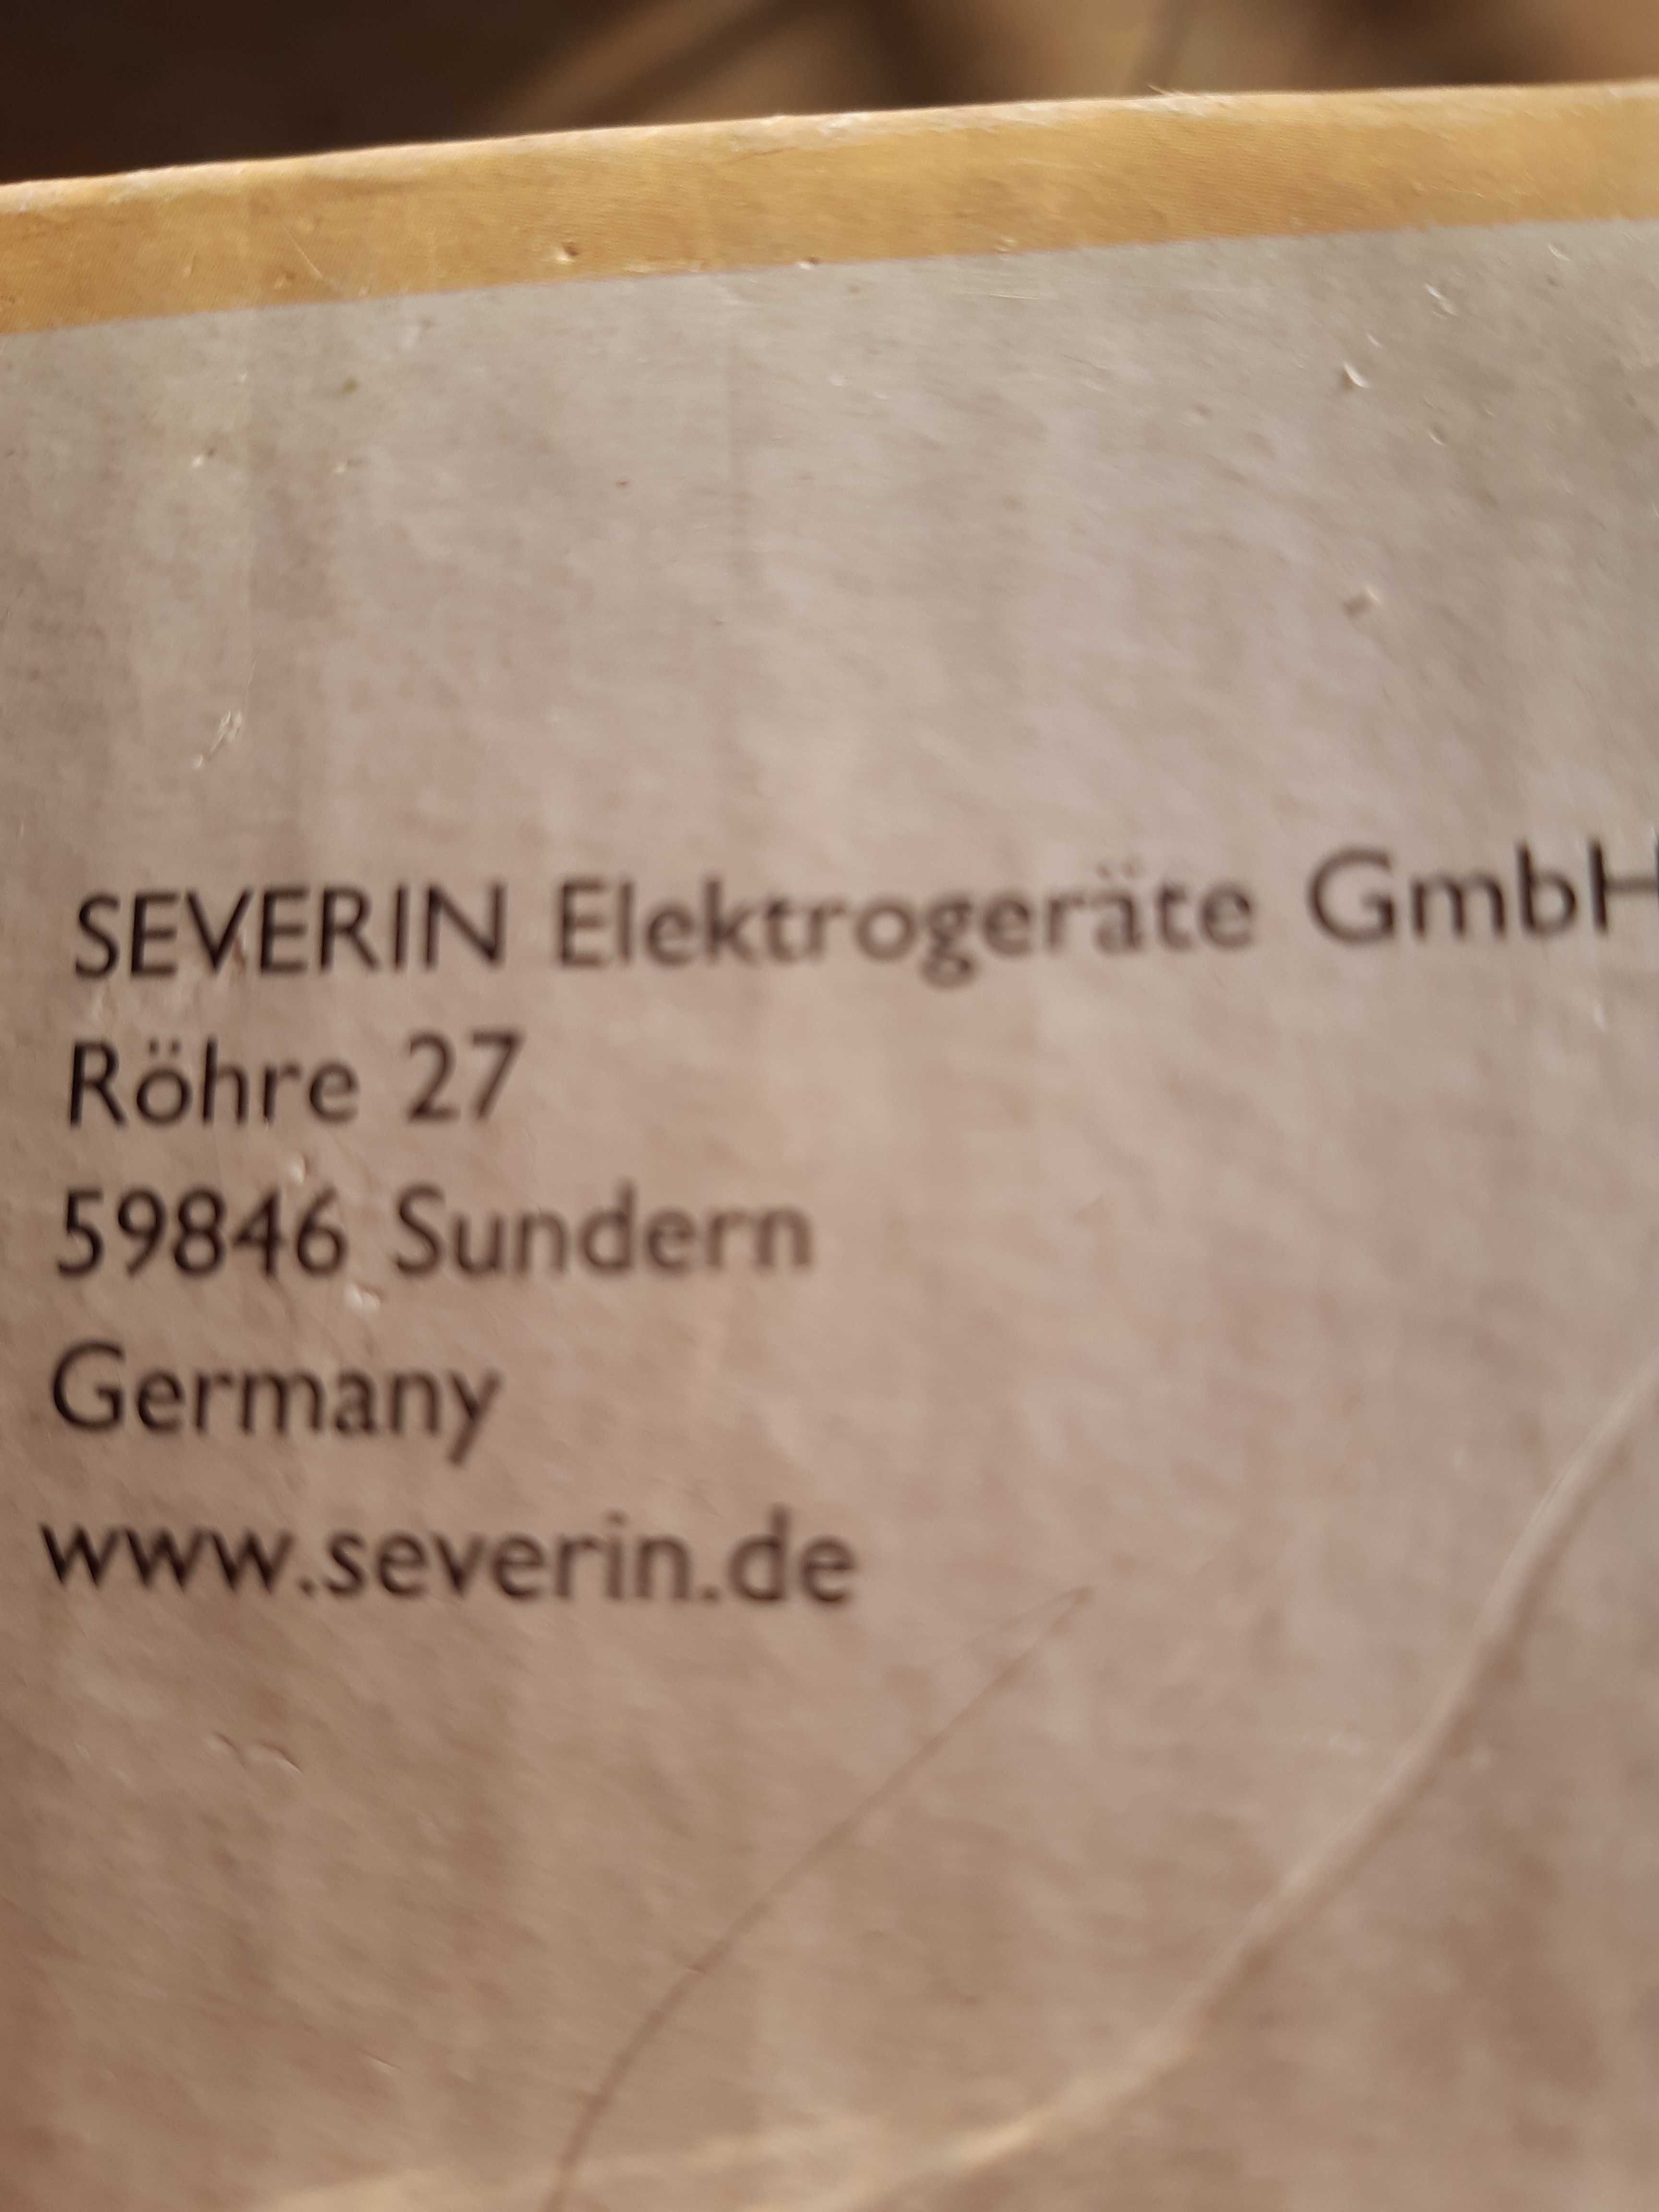 SEVERIN Elektrogeräte GmbH
Röhre 27
59846 Sundern
Germany
www.severin.de